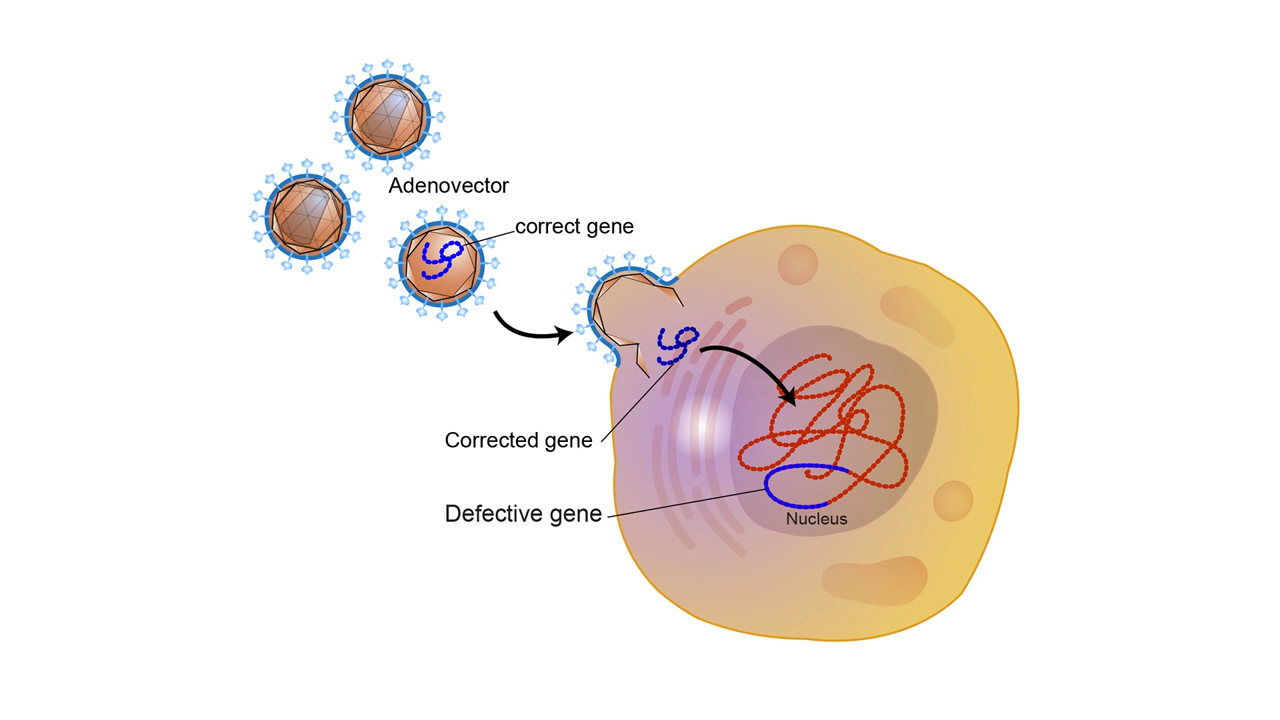 Adenovector
correct gene
Corrected gene
Defective gene
Nucleus